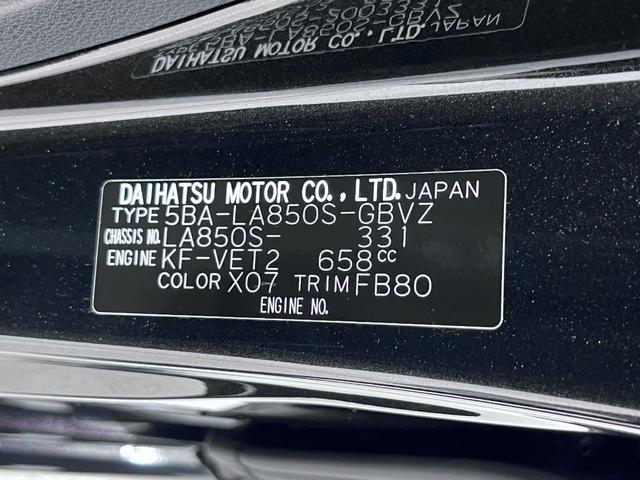 DAIHATSU MOTOR CO., LTD. JAPAN
TYPE 5BA-LA850S-GBVZ
CHASSIS NO. LA850S- 331
ENGINE KF-VET2 658CC
COLOR X07 TRIM FB80
ENGINE NO.